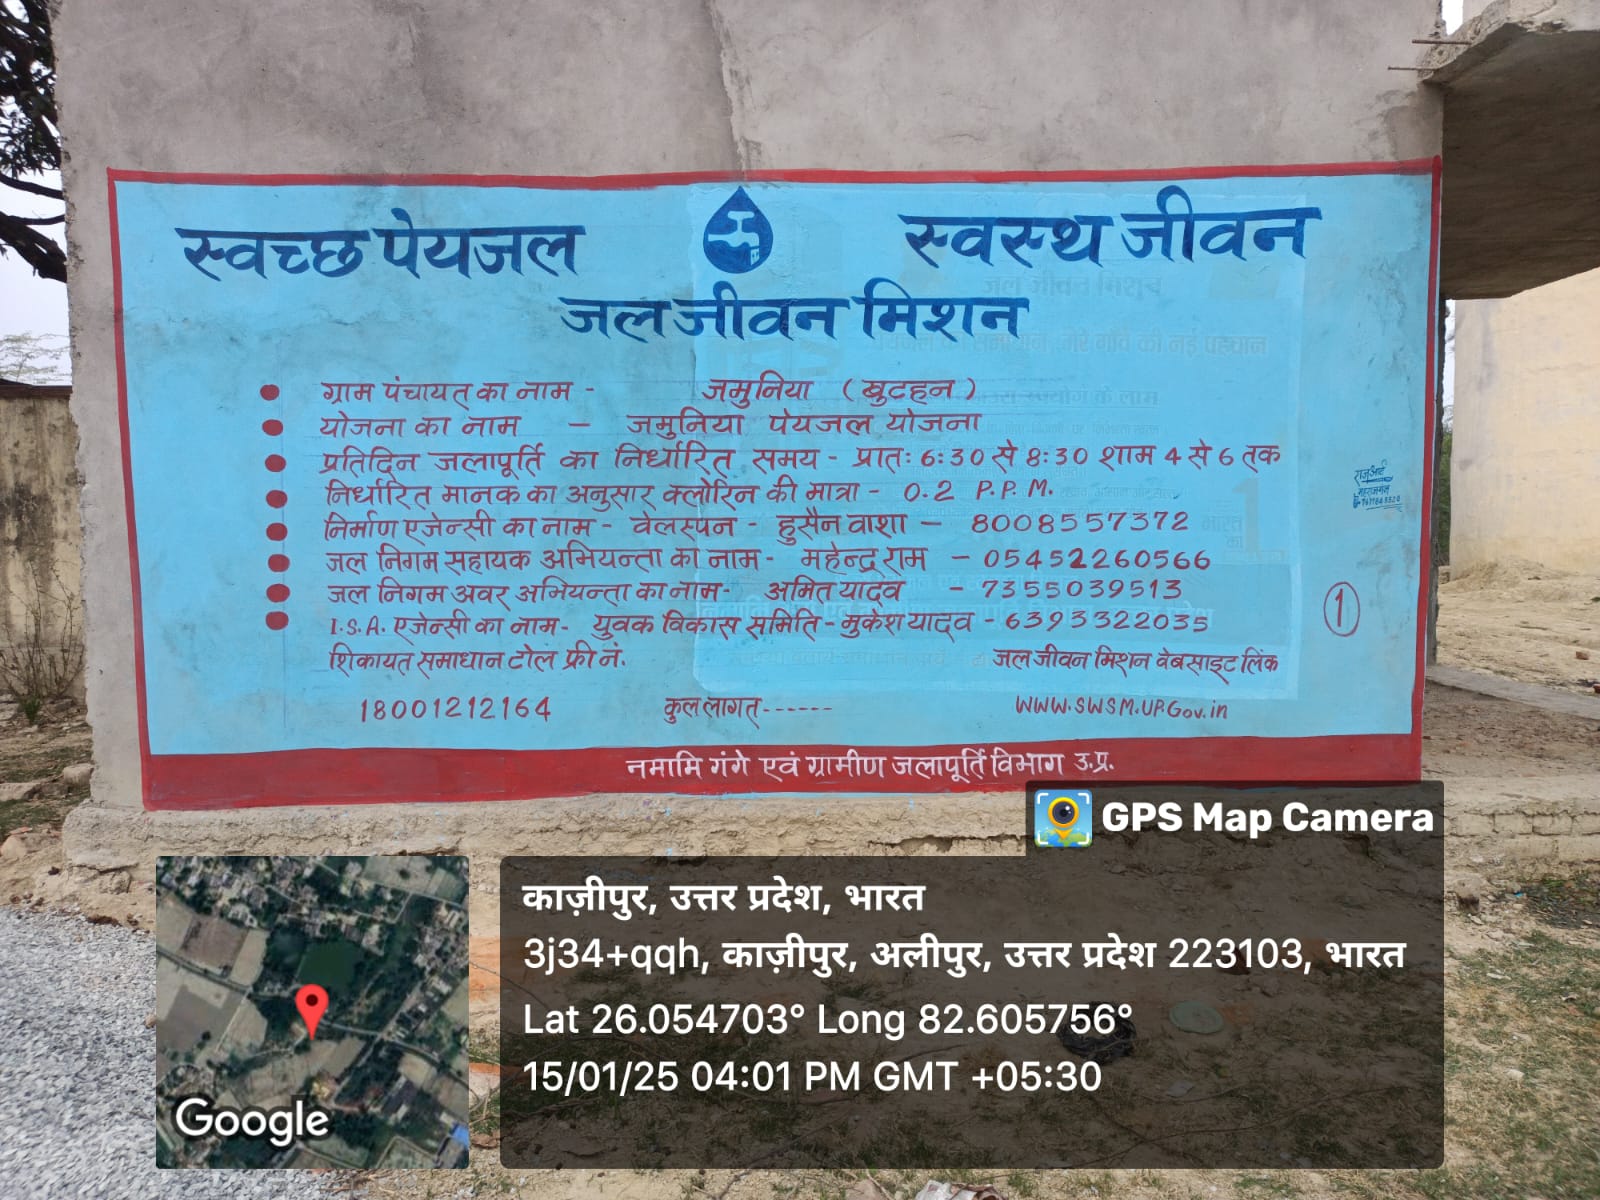 स्वच्छ पेयजल स्वस्थ जीवन
जल जीवन मिशन
ग्राम पंचायत का नाम - जमुनिया (खुटहन)
योजना का नाम - जमुनिया पेयजल योजना
प्रतिदिन जलापूर्ति का निर्धारित समय - प्रातः 6:30 से 8:30 शाम 4 से 6 तक
निर्धारित मानक का अनुसार क्लोरिन की मात्रा - 0.2 P.P.M.
निर्माण एजेन्सी का नाम - वेलस्पन - हुसैन वाशा - 8008557372
जल निगम सहायक अभियन्ता का नाम - महेन्द्र राम - 05452260566
जल निगम अवर अभियन्ता का नाम - अमित यादव - 7355039513
I.S.A. एजेन्सी का नाम - युवक विकास समिति - मुकेश यादव - 6393322035
शिकायत समाधान टोल फ्री नं. जल जीवन मिशन वेबसाइट लिंक
18001212164 कुल लागत ------ WWW.SWSM.UP.Gov.in
1
नमामि गंगे एवं ग्रामीण जलापूर्ति विभाग उ.प्र.
GPS Map Camera
काज़ीपुर, उत्तर प्रदेश, भारत
3j34+qqh, काज़ीपुर, अलीपुर, उत्तर प्रदेश 223103, भारत
Lat 26.054703° Long 82.605756°
15/01/25 04:01 PM GMT +05:30
Google